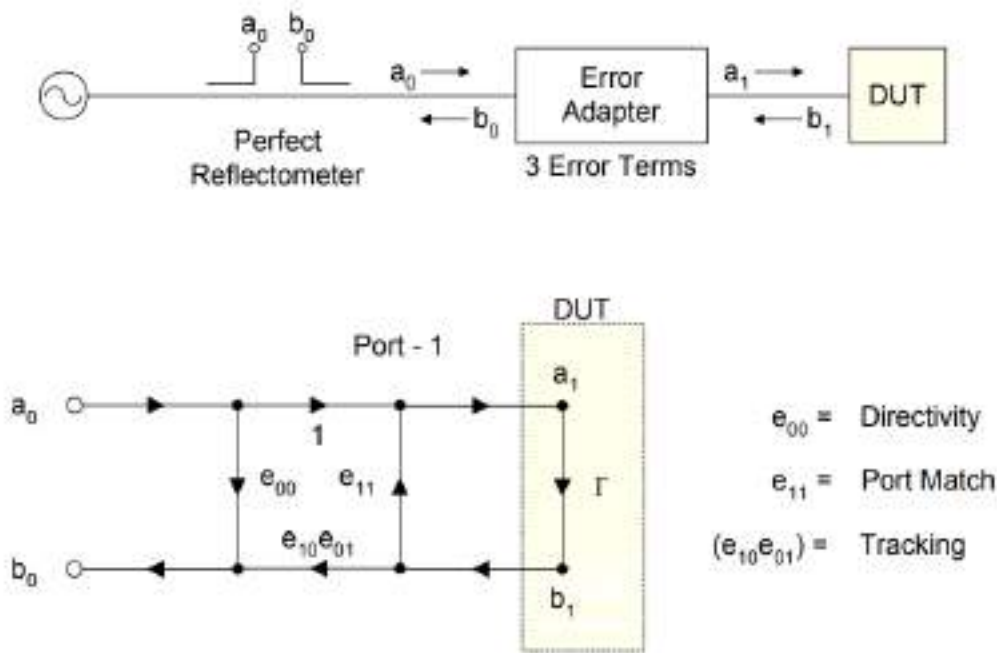 a₀ b₀
a₀ → Error Adapter a₁ → DUT
← b₀ ← b₁
Perfect
Reflectometer
3 Error Terms
DUT
Port - 1
a₀ a₁
1
e₀₀ = Directivity
e₀₀ e₁₁ Γ
e₁₁ = Port Match
e₁₀e₀₁
(e₁₀e₀₁) = Tracking
b₀
b₁